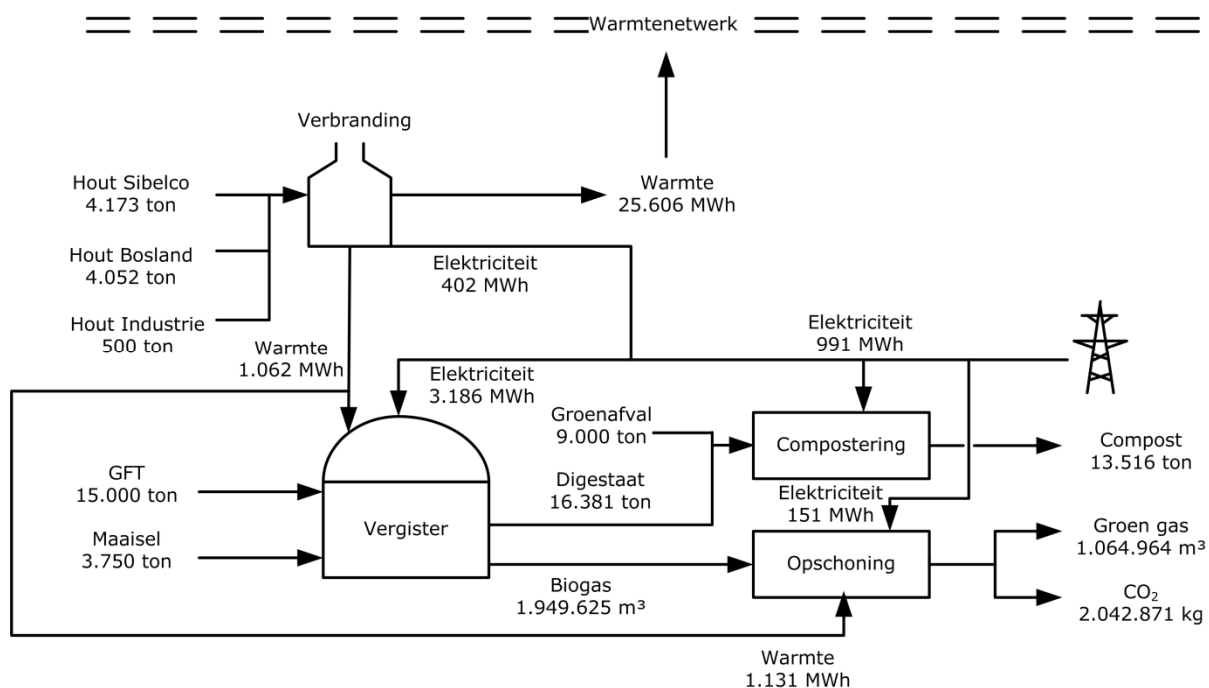 Warmtenetwerk
Verbranding
Hout Sibelco
4.173 ton
Warmte
25.606 MWh
Hout Bosland
4.052 ton
Elektriciteit
402 MWh
Hout Industrie
500 ton
Elektriciteit
991 MWh
Warmte
1.062 MWh
Elektriciteit
3.186 MWh
Groenafval
9.000 ton
Compostering
Compost
13.516 ton
GFT
15.000 ton
Digestaat
16.381 ton
Elektriciteit
151 MWh
Vergister
Groen gas
1.064.964 m³
Maaisel
3.750 ton
Opschoning
Biogas
1.949.625 m³
CO₂
2.042.871 kg
Warmte
1.131 MWh